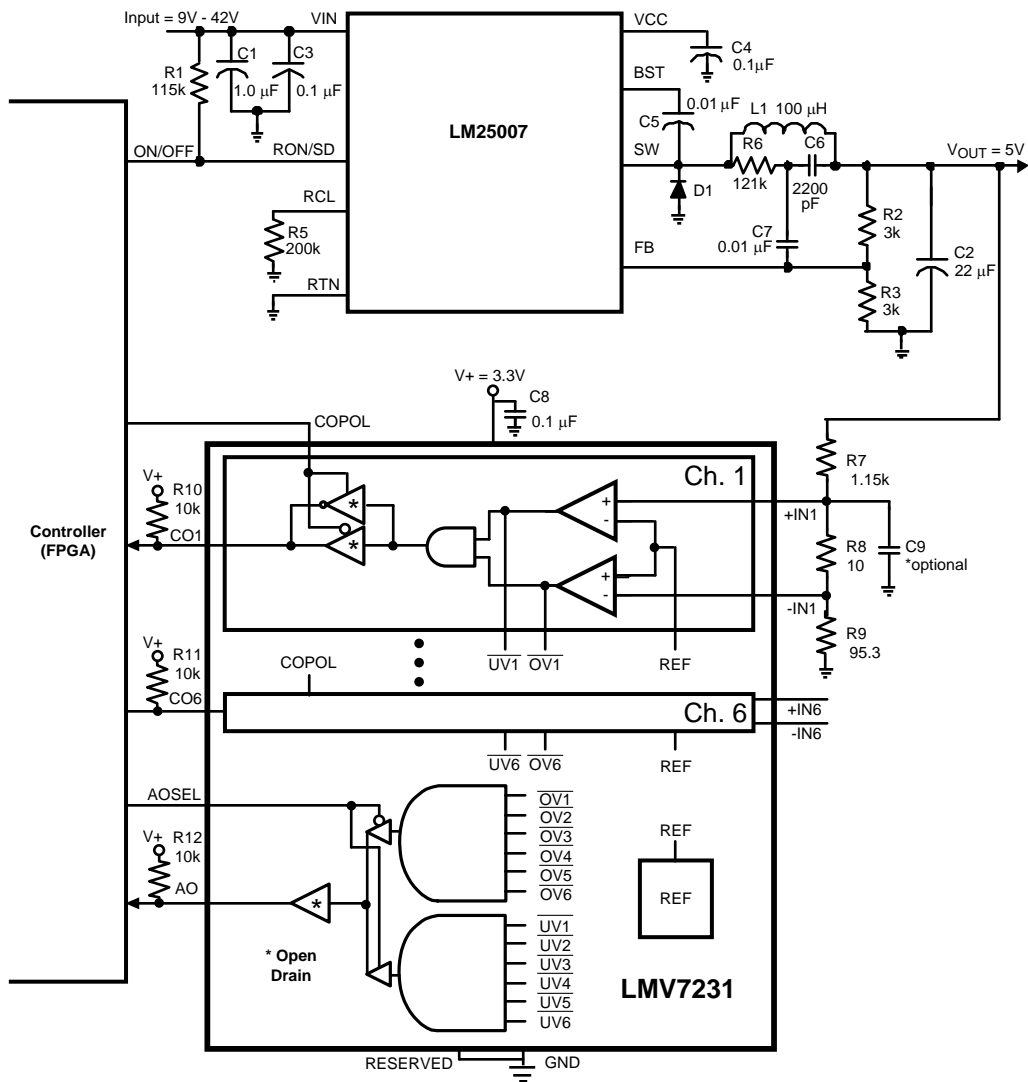 Input = 9V - 42V
VIN
VCC
C1
C3
C4
0.1 μF
R1
115k
1.0 μF
0.1 μF
BST
0.01 μF
C5
L1 100 μH
LM25007
R6
C6
VOUT = 5V
ON/OFF
RON/SD
SW
121k
2200
pF
D1
RCL
R5
200k
R2
3k
C7
0.01 μF
FB
C2
22 μF
RTN
R3
3k
V+ = 3.3V
C8
0.1 μF
COPOL
Ch. 1
R7
1.15k
V+
R10
10k
+IN1
Controller
(FPGA)
CO1
*
*
+
-
+
-
R8
10
C9
*optional
-IN1
R9
95.3
UV1
OV1
REF
V+
R11
10k
COPOL
CO6
Ch. 6
+IN6
-IN6
UV6
OV6
REF
AOSEL
OV1
OV2
OV3
OV4
OV5
OV6
V+
R12
10k
REF
REF
AO
*
UV1
UV2
UV3
UV4
UV5
UV6
* Open
Drain
LMV7231
RESERVED
GND